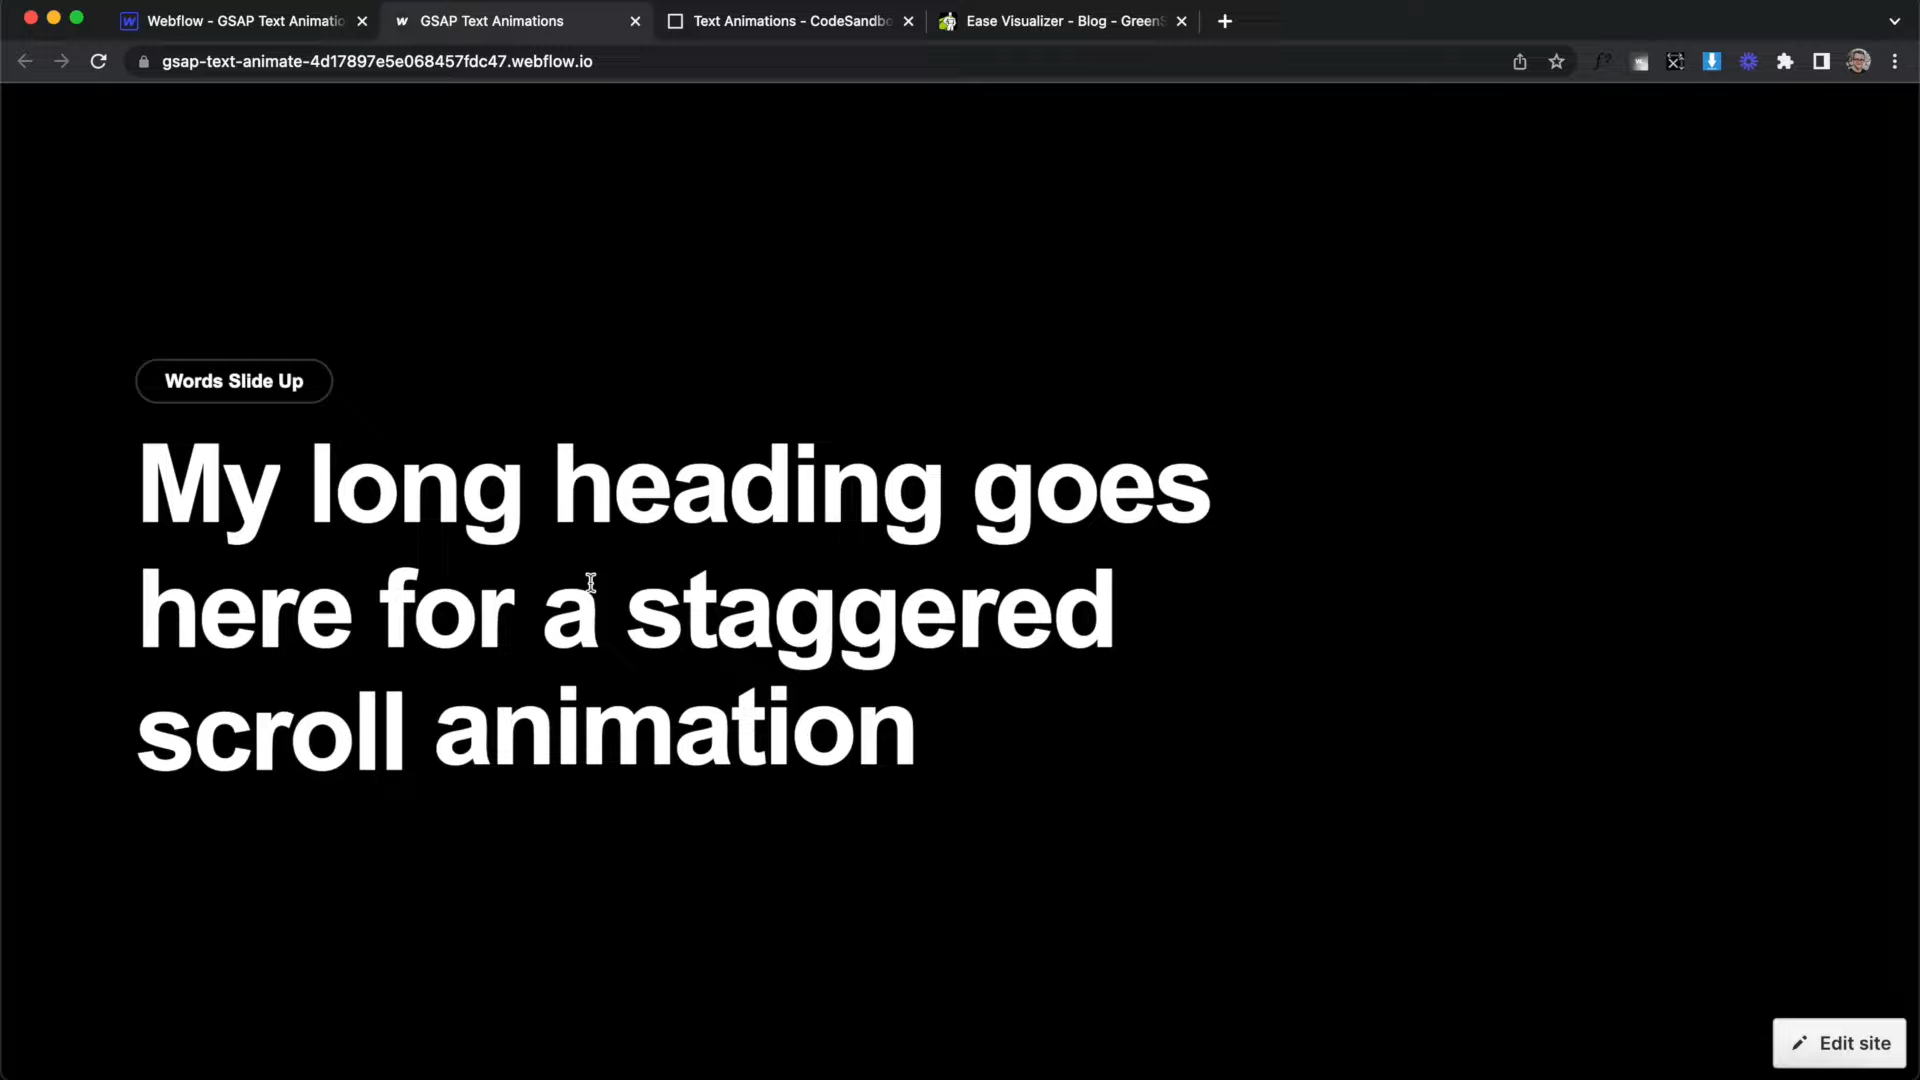 Webflow - GSAP Text Animatio
GSAP Text Animations
Text Animations - CodeSandbo
Ease Visualizer - Blog - GreenS
gsap-text-animate-4d17897e5e068457fdc47.webflow.io
Words Slide Up
My long heading goes
here for a staggered
scroll animation
Edit site